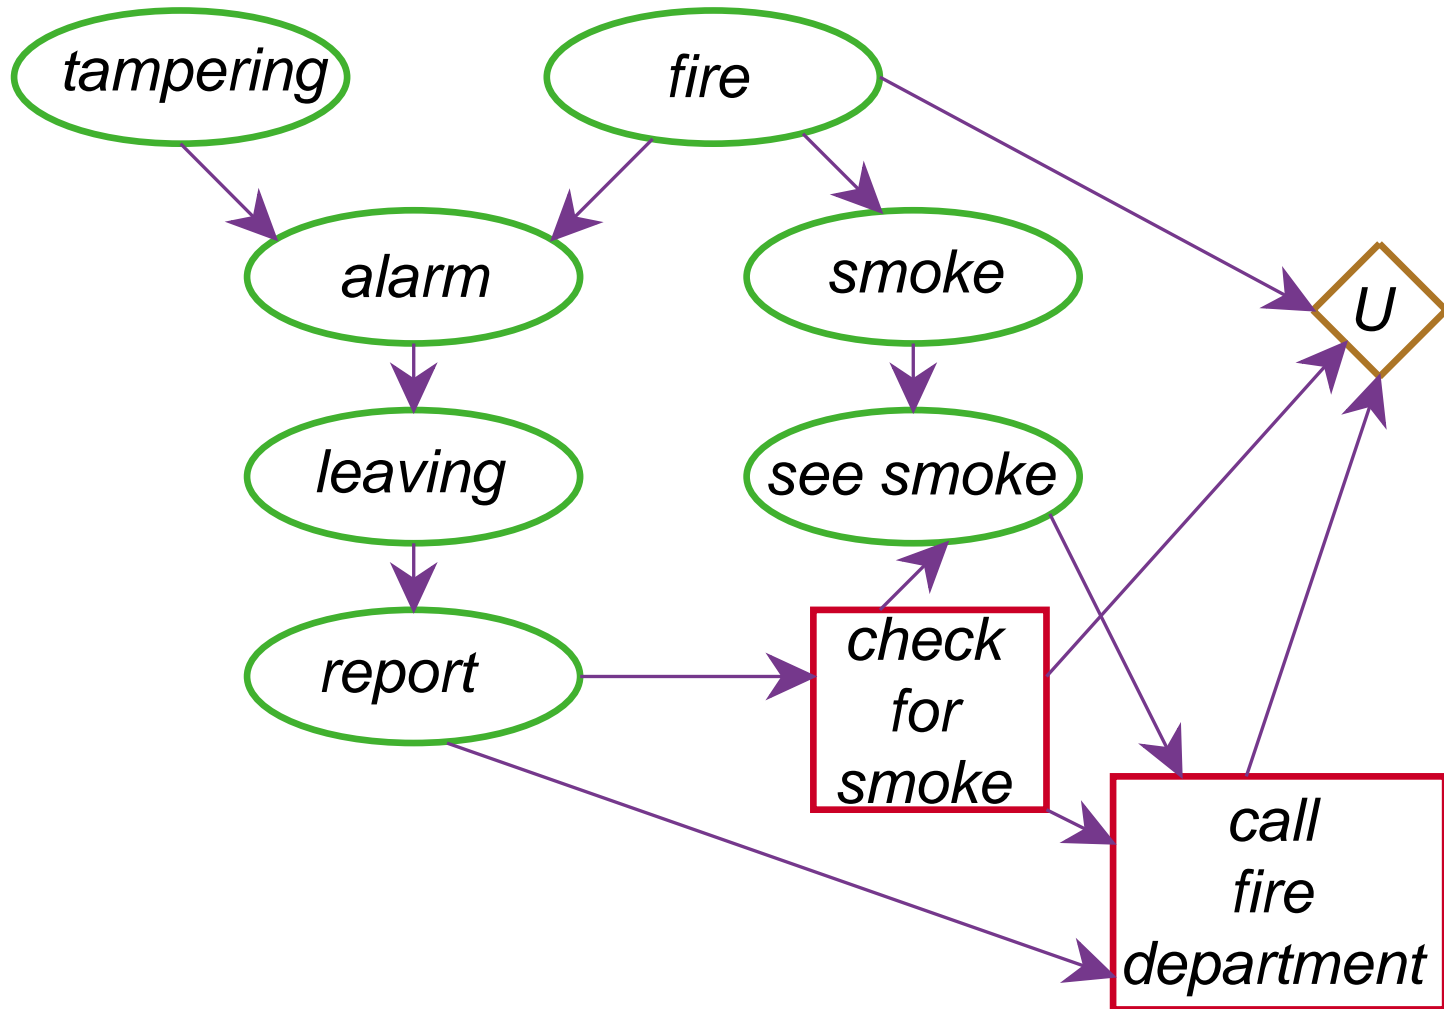 tampering
fire
alarm
smoke
U
leaving
see smoke
report
check
for
smoke
call
fire
department